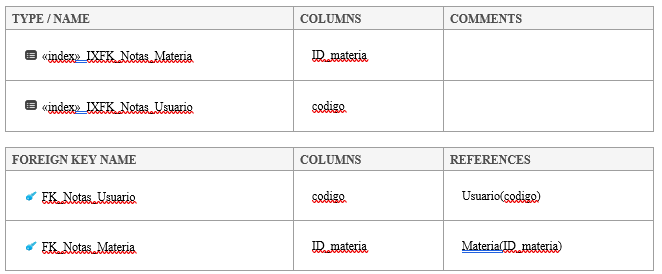 TYPE / NAME COLUMNS COMMENTS
«index» IXFK_Notas_Materia ID_materia
«index» IXFK_Notas_Usuario codigo
FOREIGN KEY NAME COLUMNS REFERENCES
FK_Notas_Usuario codigo Usuario(codigo)
FK_Notas_Materia ID_materia Materia(ID_materia)